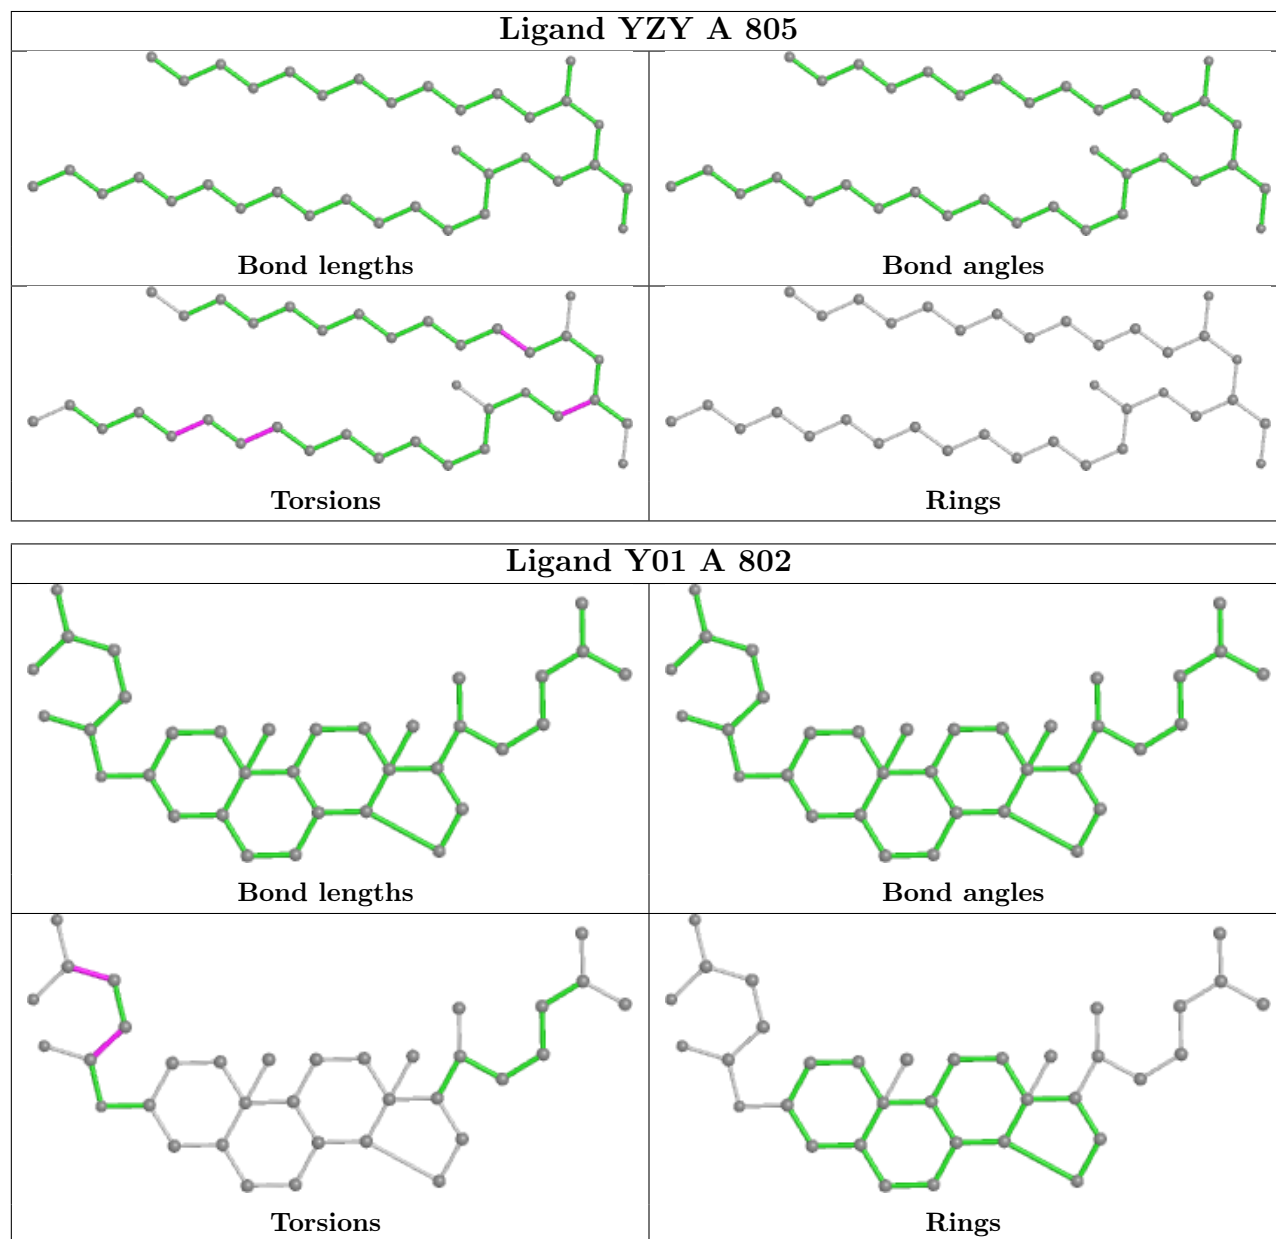 Ligand YZY A 805
Bond lengths
Bond angles
Torsions
Rings
Ligand Y01 A 802
Bond lengths
Bond angles
Torsions
Rings